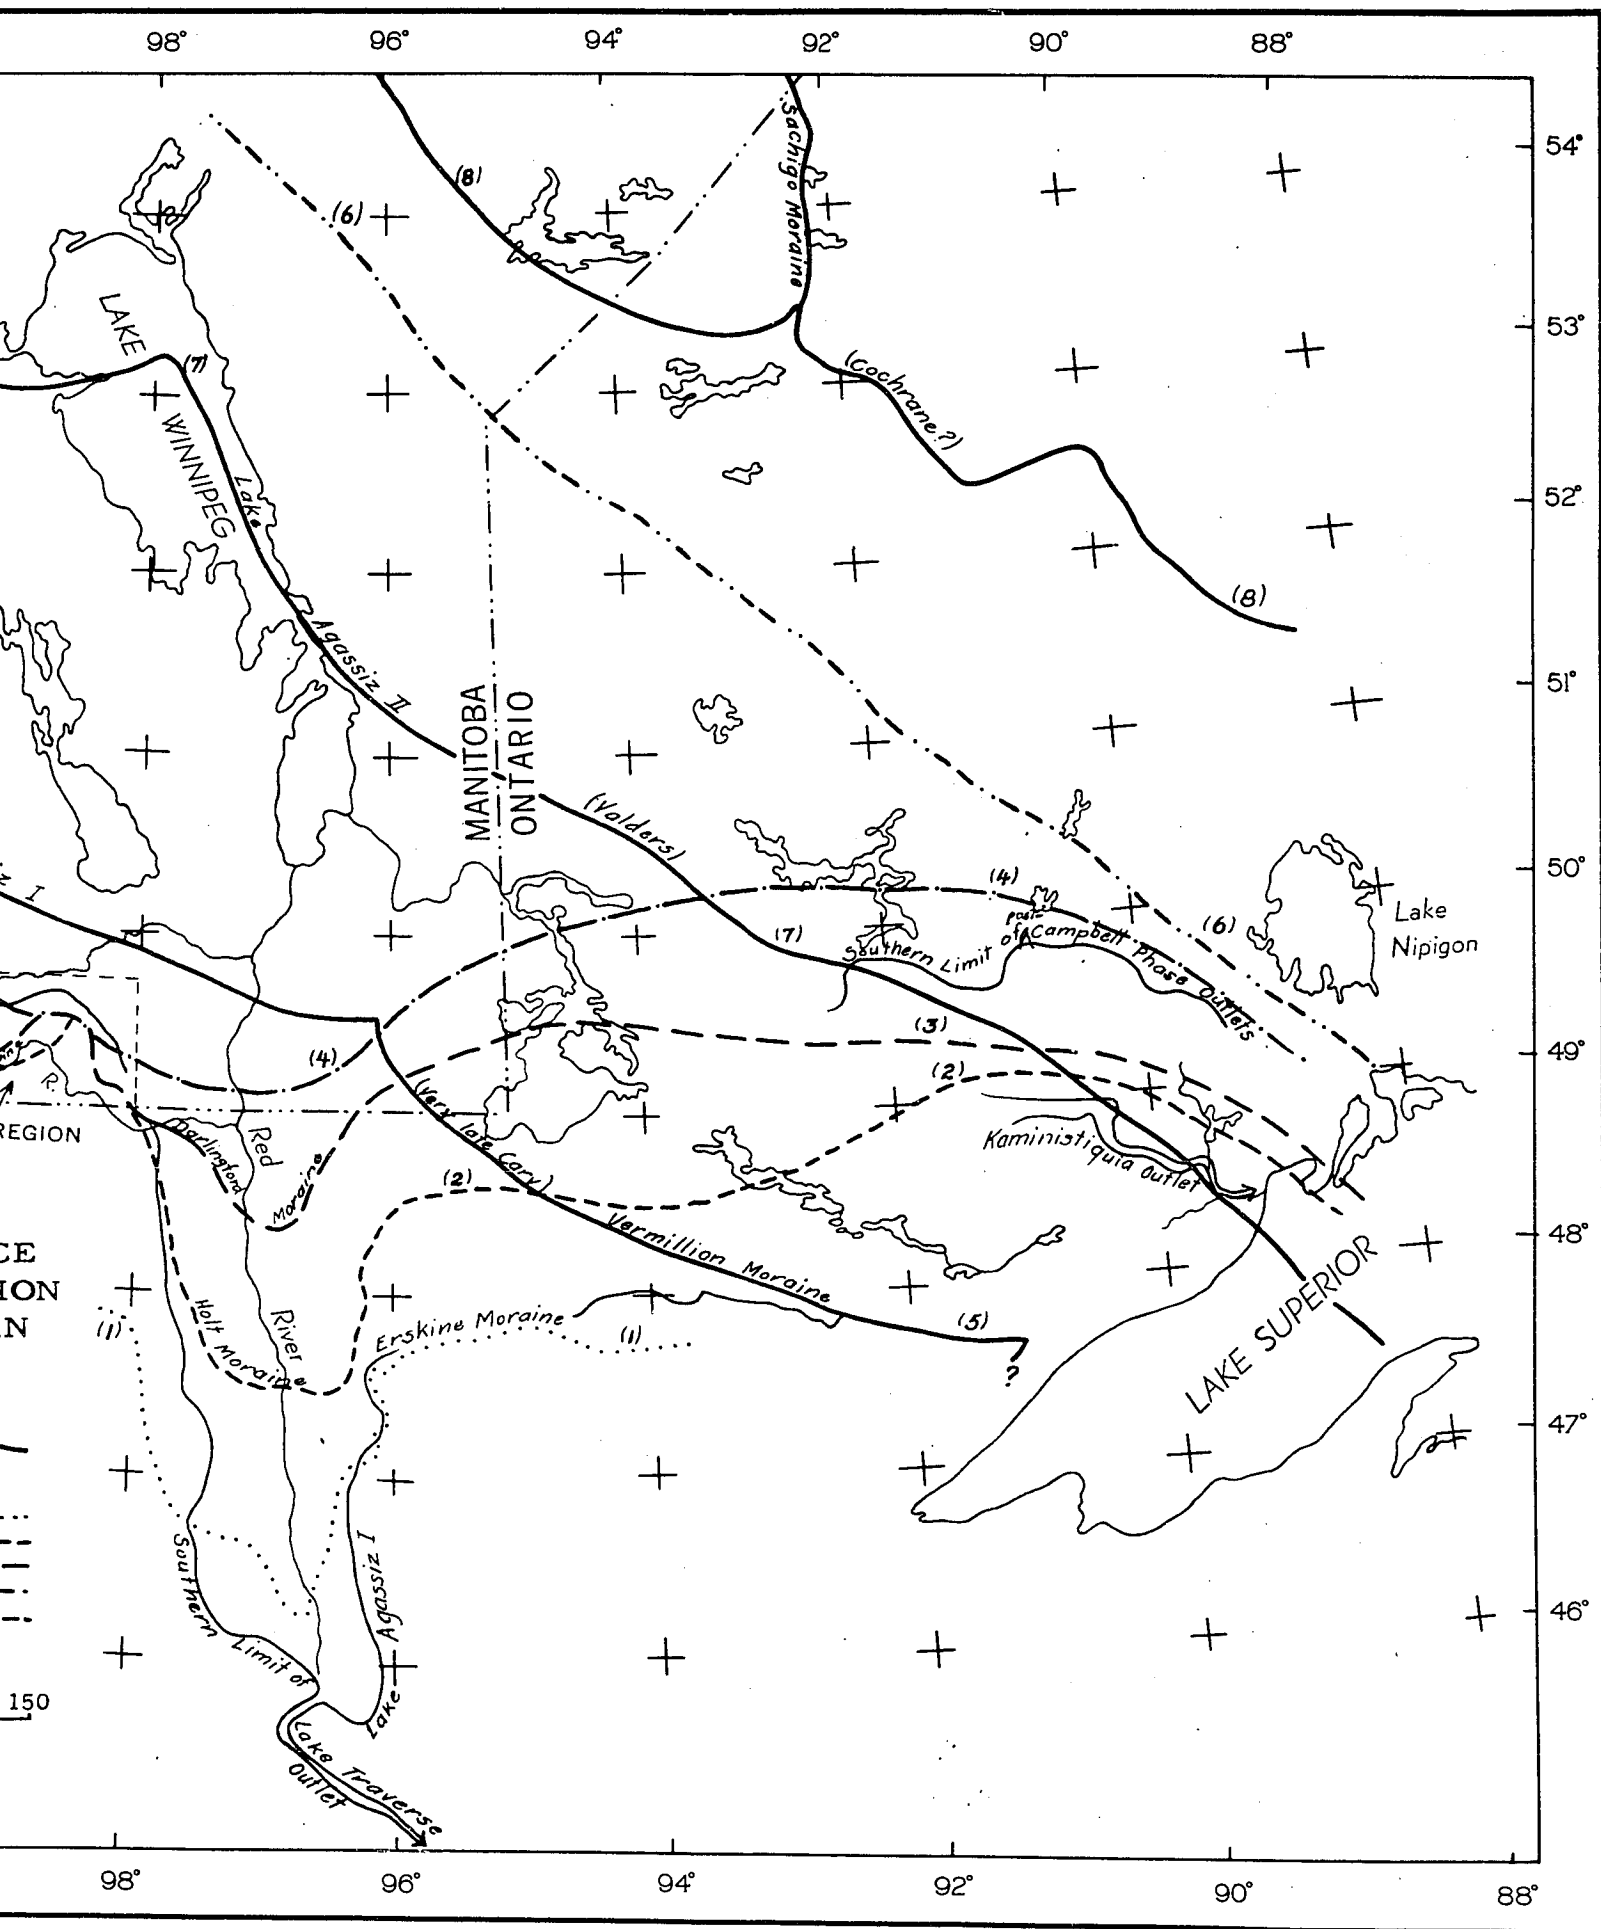 98° 96° 94° 92° 90° 88°
54°
53°
52°
51°
50°
49°
48°
47°
46°
Sachigo Moraine
(8)
(6)
LAKE
WINNIPEG
(7)
(Cochrane?)
Lake
Agassiz II
(8)
MANITOBA
ONTARIO
(Valders)
I
(4)
(6)
Lake
Nipigon
(7)
Southern Limit
of post-
Campbell Phase Outlets
(3)
(4)
(2)
R.
REGION
Darlington
Moraine
Red
River
(Very late Cary)
(2)
Kaministiquia Outlet
Vermillion Moraine
CE
ION
AN
(1)
Holt Moraine
Erskine Moraine
(1)
(5)
?
LAKE SUPERIOR
Southern Limit of
Lake Agassiz I
150
Lake Traverse
Outlet
98° 96° 94° 92° 90° 88°